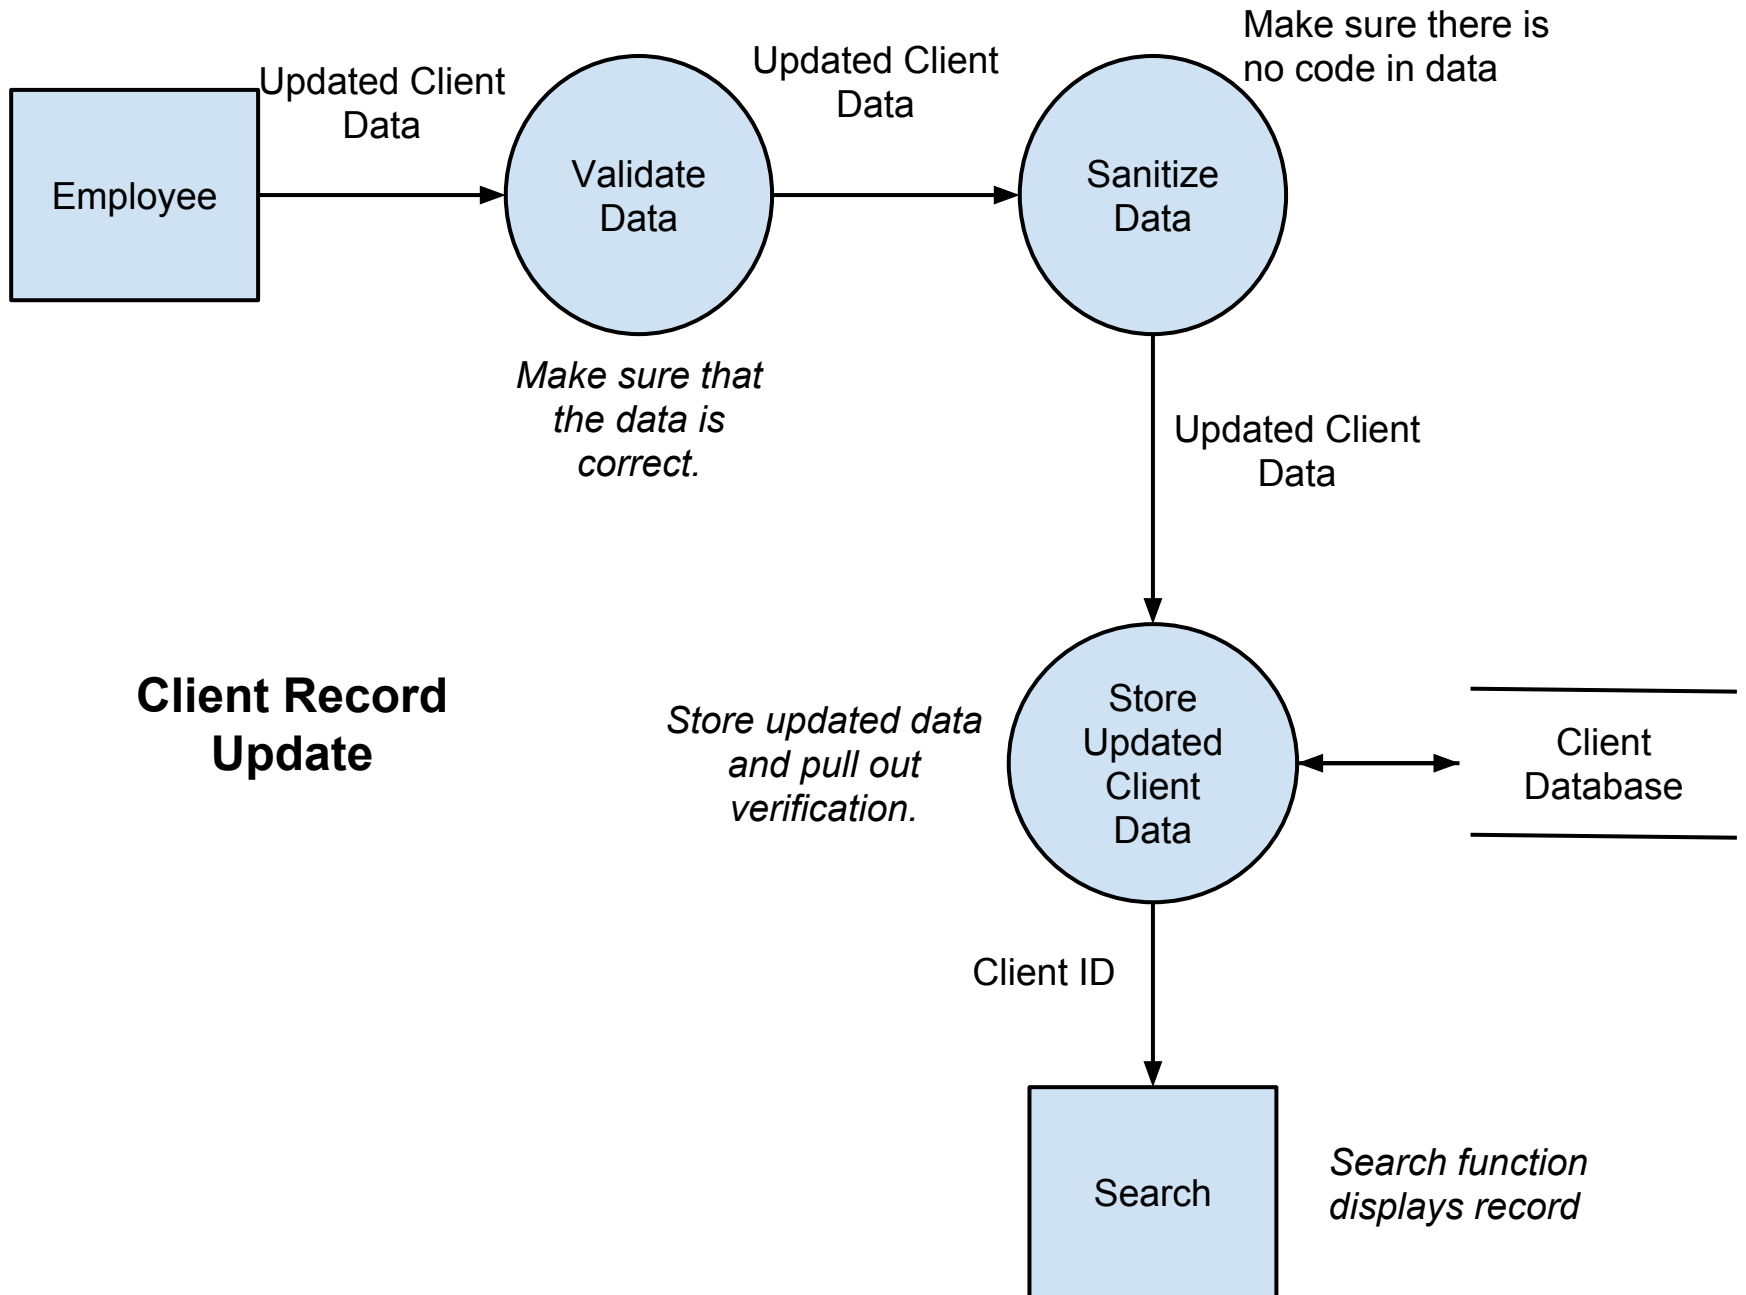 Make sure there is
no code in data
Updated Client
Data
Updated Client
Data
Employee
Validate
Data
Sanitize
Data
Make sure that
the data is
correct.
Updated Client
Data
Client Record
Update
Store updated data
and pull out
verification.
Store
Updated
Client
Data
Client
Database
Client ID
Search
Search function
displays record